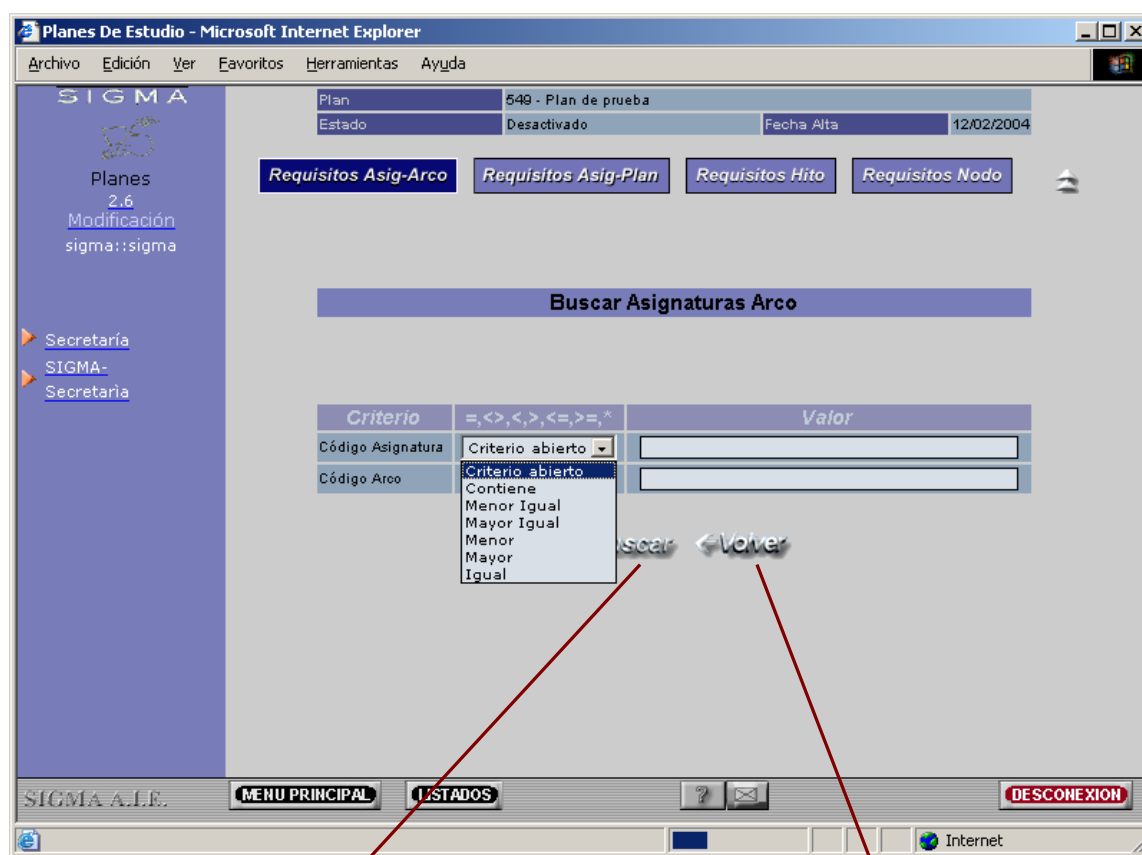 Planes De Estudio - Microsoft Internet Explorer
Archivo Edición Ver Favoritos Herramientas Ayuda
SIGMA
Planes
2.6
Modificación
sigma::sigma
Secretaría
SIGMA-
Secretarìa
Plan 549 - Plan de prueba
Estado Desactivado Fecha Alta 12/02/2004
Requisitos Asig-Arco Requisitos Asig-Plan Requisitos Hito Requisitos Nodo
Buscar Asignaturas Arco
Criterio =,<>,<,>,<=,>=,* Valor
Código Asignatura Criterio abierto
Código Arco
Criterio abierto
Contiene
Menor Igual
Mayor Igual
Menor
Mayor
Igual
scar Volver
SIGMA A.I.E. MENU PRINCIPAL LISTADOS ? DESCONEXION
Internet